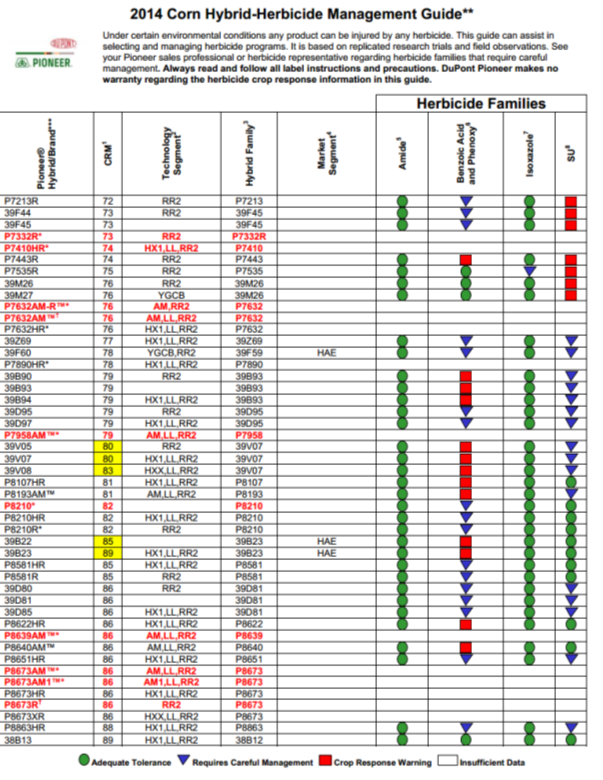 2014 Corn Hybrid-Herbicide Management Guide**
DUPONT
PIONEER.
Under certain environmental conditions any product can be injured by any herbicide. This guide can assist in
selecting and managing herbicide programs. It is based on replicated research trials and field observations. See
your Pioneer sales professional or herbicide representative regarding herbicide families that require careful
management. Always read and follow all label instructions and precautions. DuPont Pioneer makes no
warranty regarding the herbicide crop response information in this guide.
Herbicide Families
Pioneer® Hybrid/Brand*** CRM1 Technology Segment2 Hybrid Family3 Market Segment4 Amide5 Benzoic Acid and Phenoxy6 Isoxazole7 SU8
P7213R 72 RR2 P7213
39F44 73 RR2 39F45
39F45 73 39F45
P7332R* 73 RR2 P7332R
P7410HR* 74 HX1,LL,RR2 P7410
P7443R 74 RR2 P7443
P7535R 75 RR2 P7535
39M26 76 RR2 39M26
39M27 76 YGCB 39M26
P7632AM-R™* 76 AM,RR2 P7632
P7632AM™† 76 AM,LL,RR2 P7632
P7632HR* 76 HX1,LL,RR2 P7632
39Z69 77 HX1,LL,RR2 39Z69
39F60 78 YGCB,RR2 39F59 HAE
P7890HR* 78 HX1,LL,RR2 P7890
39B90 79 RR2 39B93
39B93 79 39B93
39B94 79 HX1,LL,RR2 39B93
39D95 79 RR2 39D95
39D97 79 HX1,LL,RR2 39D95
P7958AM™* 79 AM,LL,RR2 P7958
39V05 80 RR2 39V07
39V07 80 HX1,LL,RR2 39V07
39V08 83 HXX,LL,RR2 39V07
P8107HR 81 HX1,LL,RR2 P8107
P8193AM™ 81 AM,LL,RR2 P8193
P8210* 82 P8210
P8210HR 82 HX1,LL,RR2 P8210
P8210R* 82 RR2 P8210
39B22 85 39B23 HAE
39B23 89 HX1,LL,RR2 39B23 HAE
P8581HR 85 HX1,LL,RR2 P8581
P8581R 85 RR2 P8581
39D80 86 RR2 39D81
39D81 86 39D81
39D85 86 HX1,LL,RR2 39D81
P8622HR 86 HX1,LL,RR2 P8622
P8639AM™* 86 AM,LL,RR2 P8639
P8640AM™ 86 AM,LL,RR2 P8640
P8651HR 86 HX1,LL,RR2 P8651
P8673AM™* 86 AM,LL,RR2 P8673
P8673AM1™* 86 AM1,LL,RR2 P8673
P8673HR 86 HX1,LL,RR2 P8673
P8673R† 86 RR2 P8673
P8673XR 86 HXX,LL,RR2 P8673
P8863HR 88 HX1,LL,RR2 P8863
38B13 89 HX1,LL,RR2 38B12
Adequate Tolerance Requires Careful Management Crop Response Warning Insufficient Data